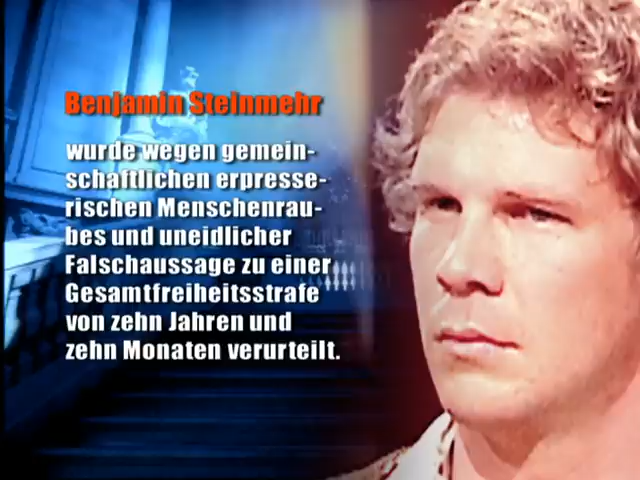 Benjamin Steinmehr
wurde wegen gemein-
schaftlichen erpresse-
rischen Menschenrau-
bes und uneidlicher
Falschaussage zu einer
Gesamtfreiheitsstrafe
von zehn Jahren und
zehn Monaten verurteilt.